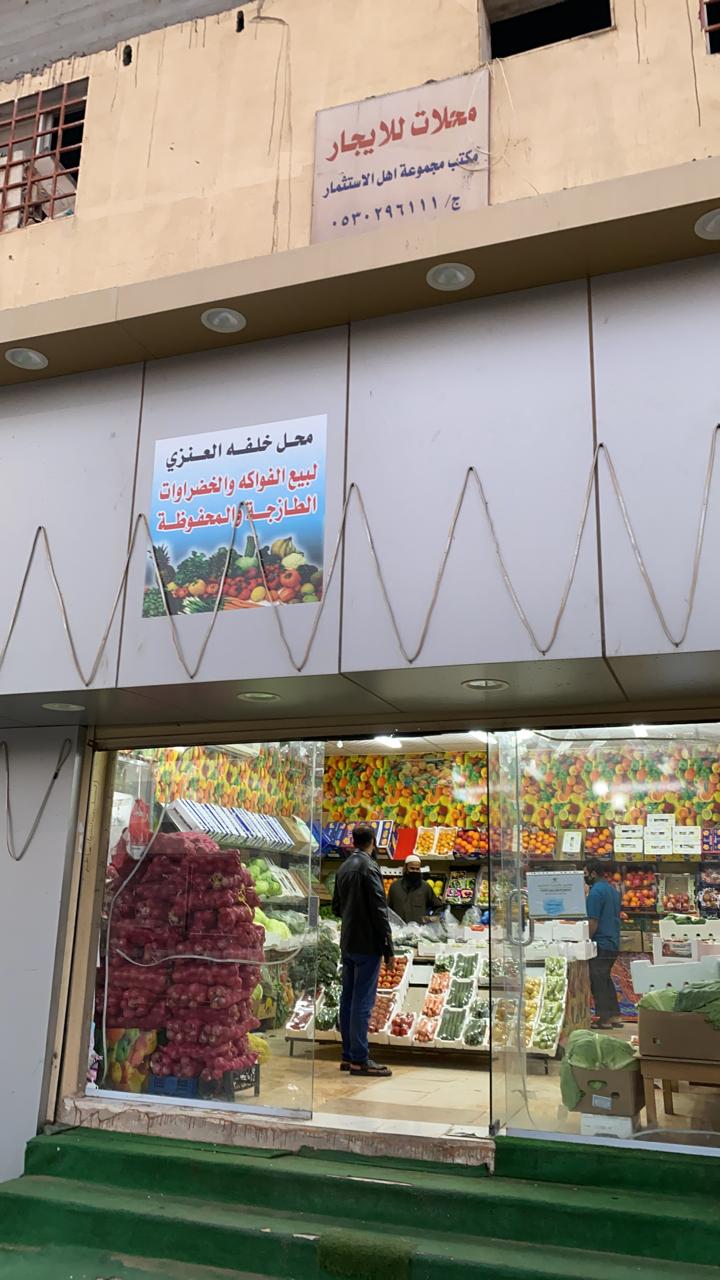 محلات للايجار
مكتب مجموعة اهل الاستثمار
ج/ ٠٥٣٠٢٩٦١١١
محل خلفه العنزي
لبيع الفواكه والخضراوات
الطازجة والمحفوظة